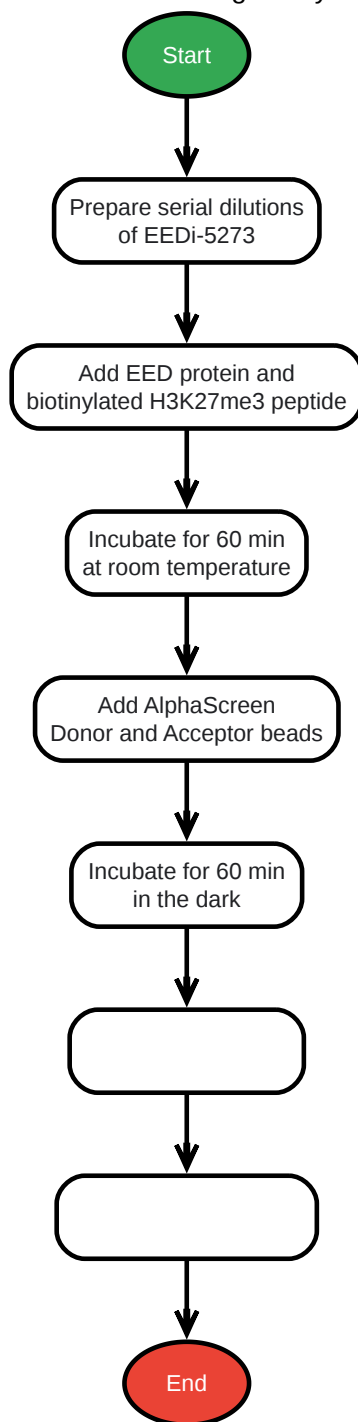 Start
Prepare serial dilutions
of EEDi-5273
Add EED protein and
biotinylated H3K27me3 peptide
Incubate for 60 min
at room temperature
Add AlphaScreen
Donor and Acceptor beads
Incubate for 60 min
in the dark
End